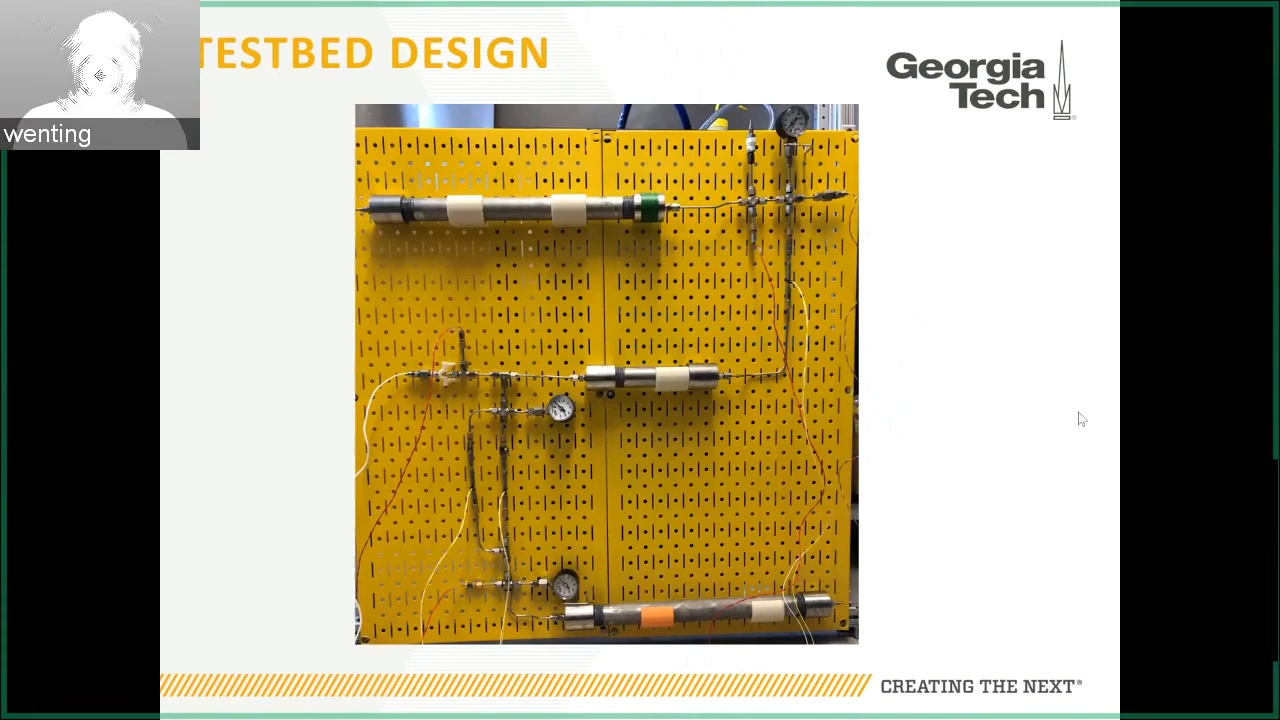 TESTBED DESIGN
Georgia
Tech
wenting
CREATING THE NEXT®